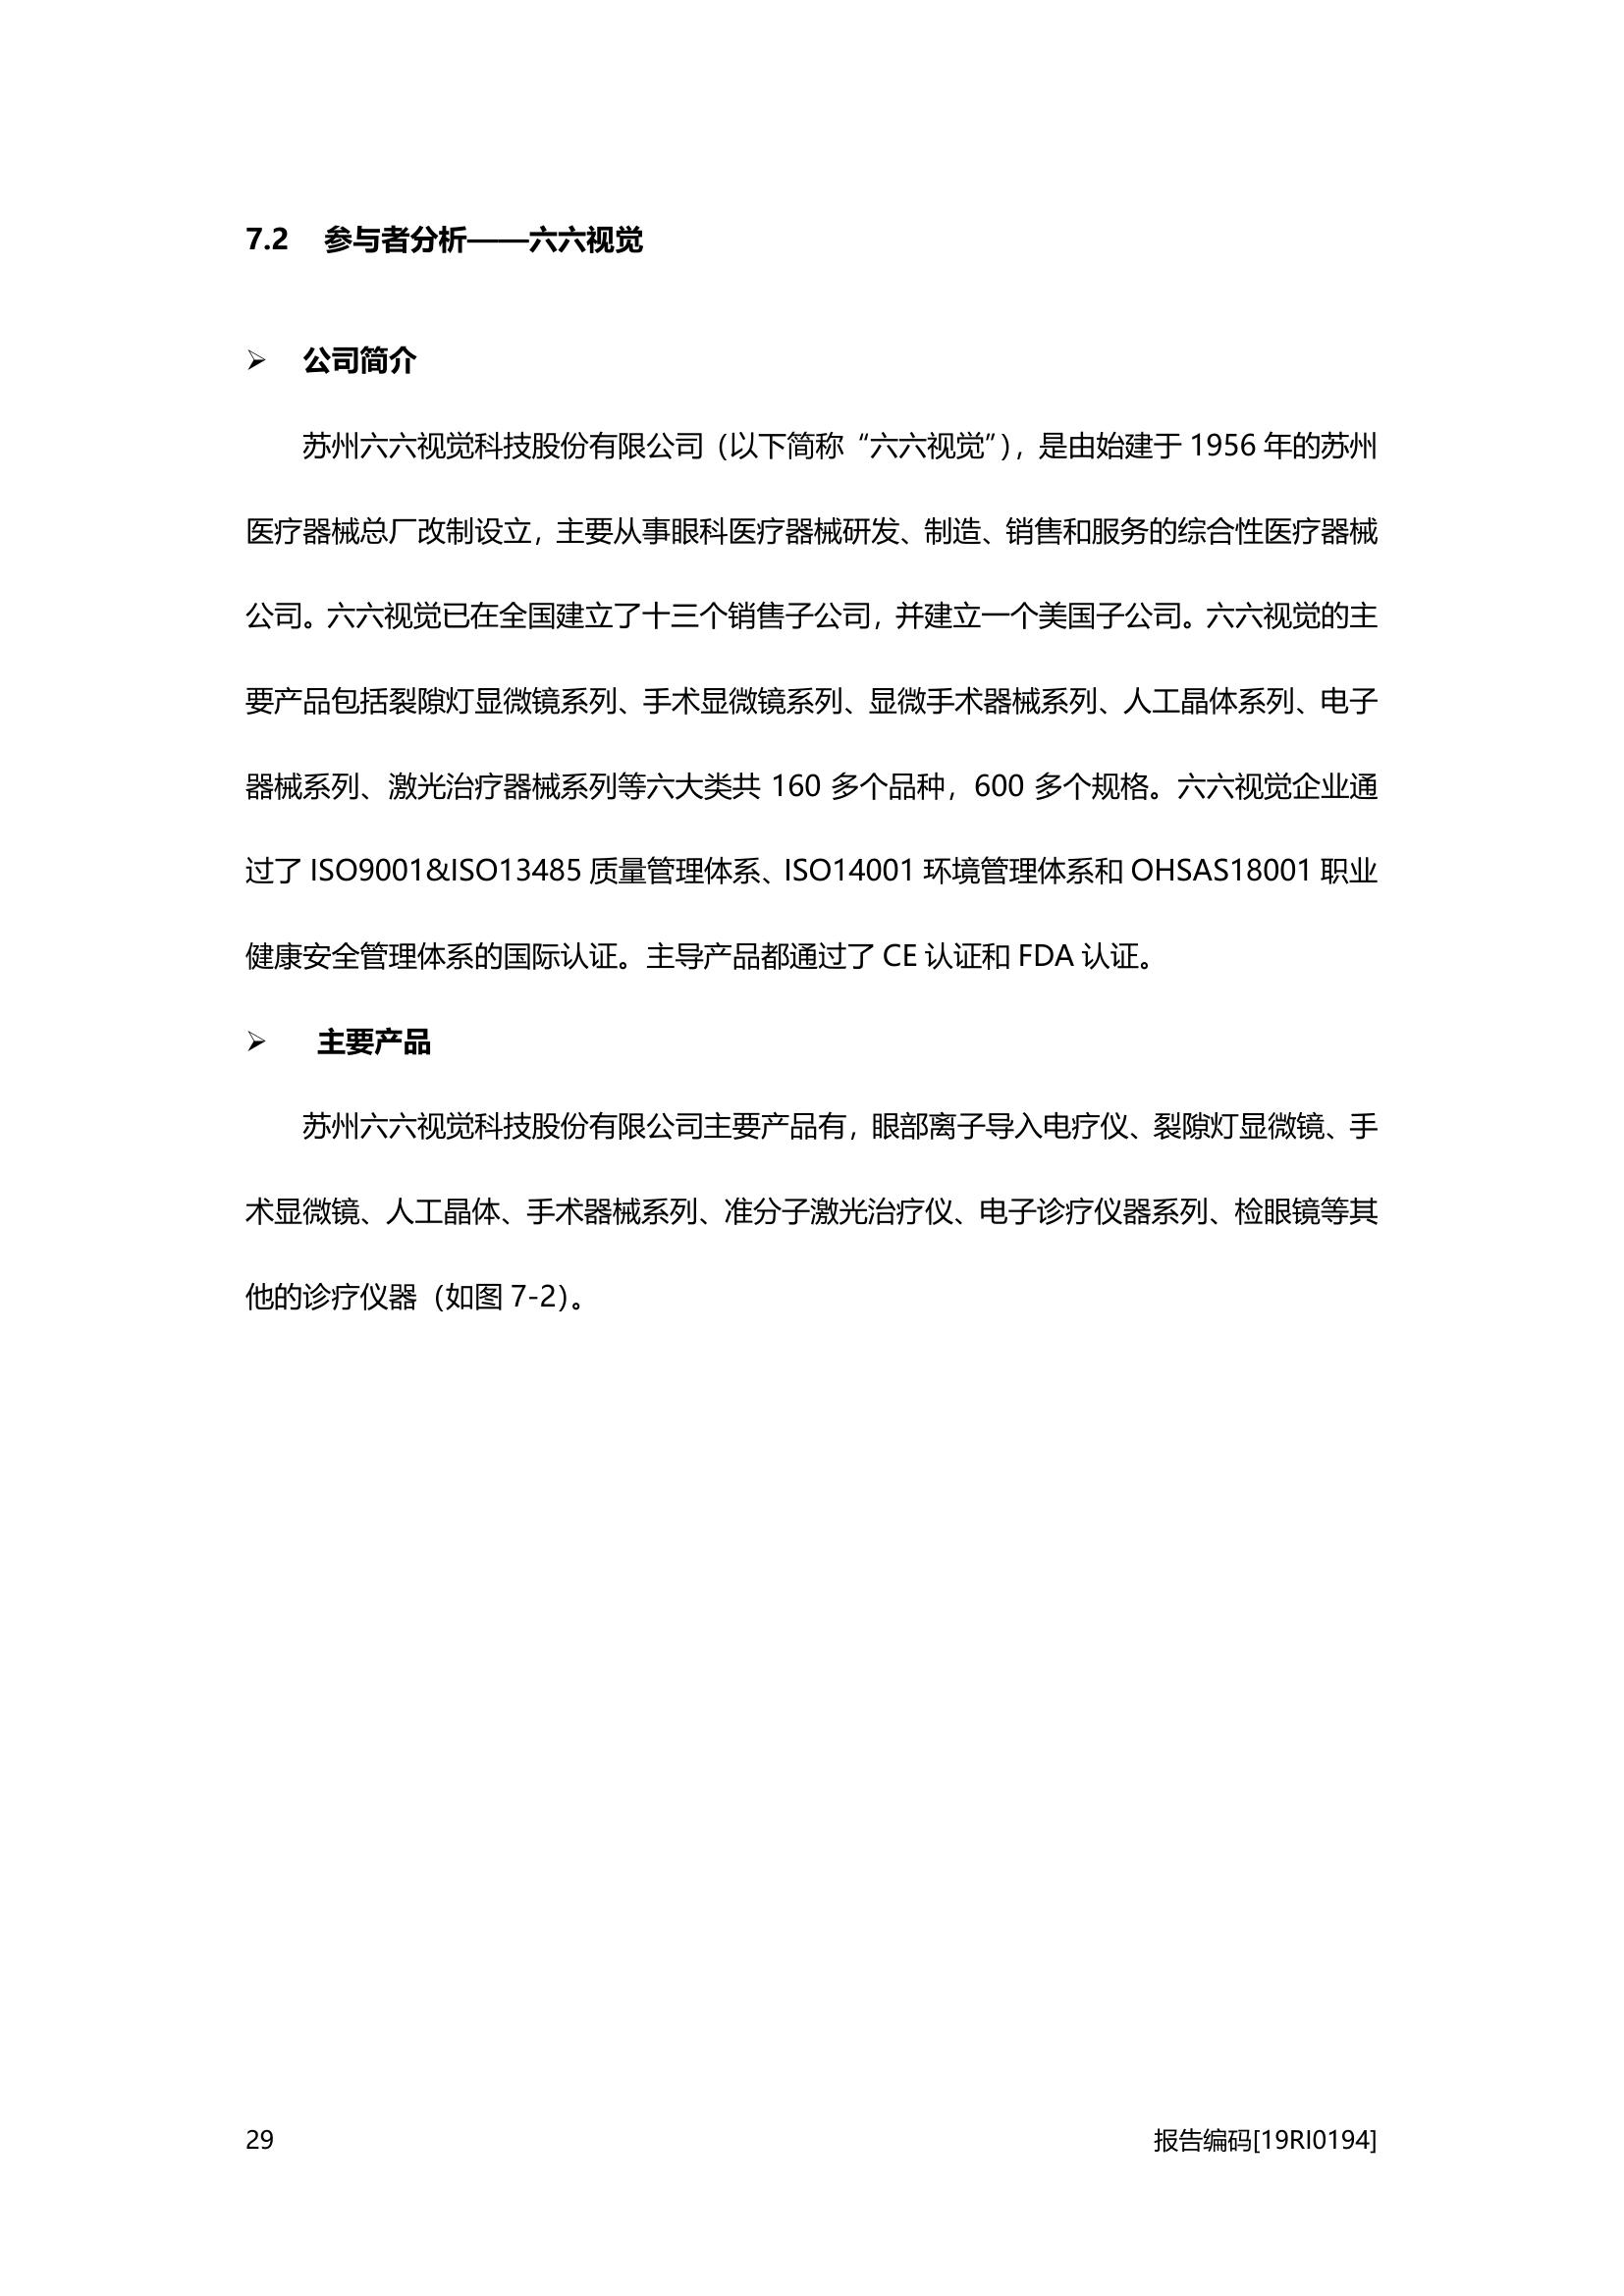 7.2 参与者分析——六六视觉
➢ 公司简介
苏州六六视觉科技股份有限公司（以下简称“六六视觉”），是由始建于 1956 年的苏州
医疗器械总厂改制设立，主要从事眼科医疗器械研发、制造、销售和服务的综合性医疗器械
公司。六六视觉已在全国建立了十三个销售子公司，并建立一个美国子公司。六六视觉的主
要产品包括裂隙灯显微镜系列、手术显微镜系列、显微手术器械系列、人工晶体系列、电子
器械系列、激光治疗器械系列等六大类共 160 多个品种，600 多个规格。六六视觉企业通
过了 ISO9001&ISO13485 质量管理体系、ISO14001 环境管理体系和 OHSAS18001 职业
健康安全管理体系的国际认证。主导产品都通过了 CE 认证和 FDA 认证。
➢ 主要产品
苏州六六视觉科技股份有限公司主要产品有，眼部离子导入电疗仪、裂隙灯显微镜、手
术显微镜、人工晶体、手术器械系列、准分子激光治疗仪、电子诊疗仪器系列、检眼镜等其
他的诊疗仪器（如图 7-2）。
29 报告编码[19RI0194]